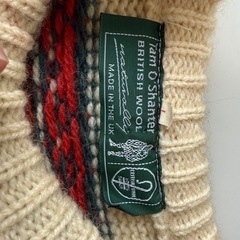 Tam O'Shanter
BRITISH WOOL
naturally
MADE IN THE UK